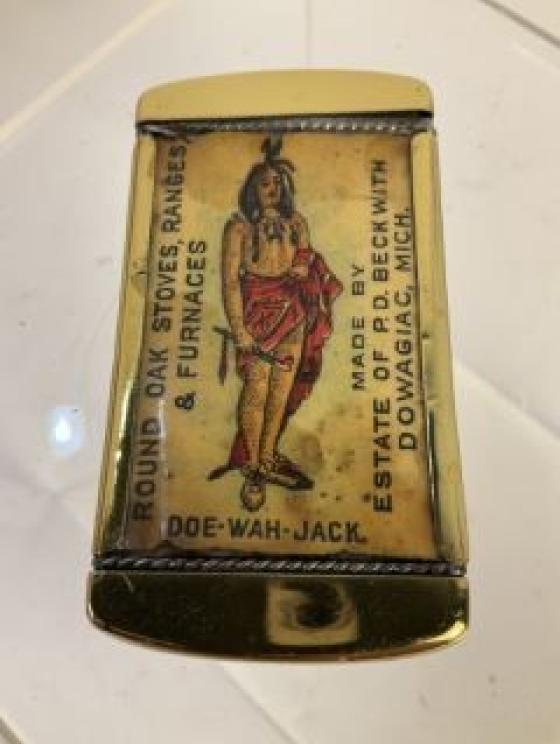 ROUND OAK STOVES, RANGES,
& FURNACES
MADE BY
ESTATE OF P.D. BECKWITH
DOWAGIAC, MICH.
DOE-WAH-JACK.